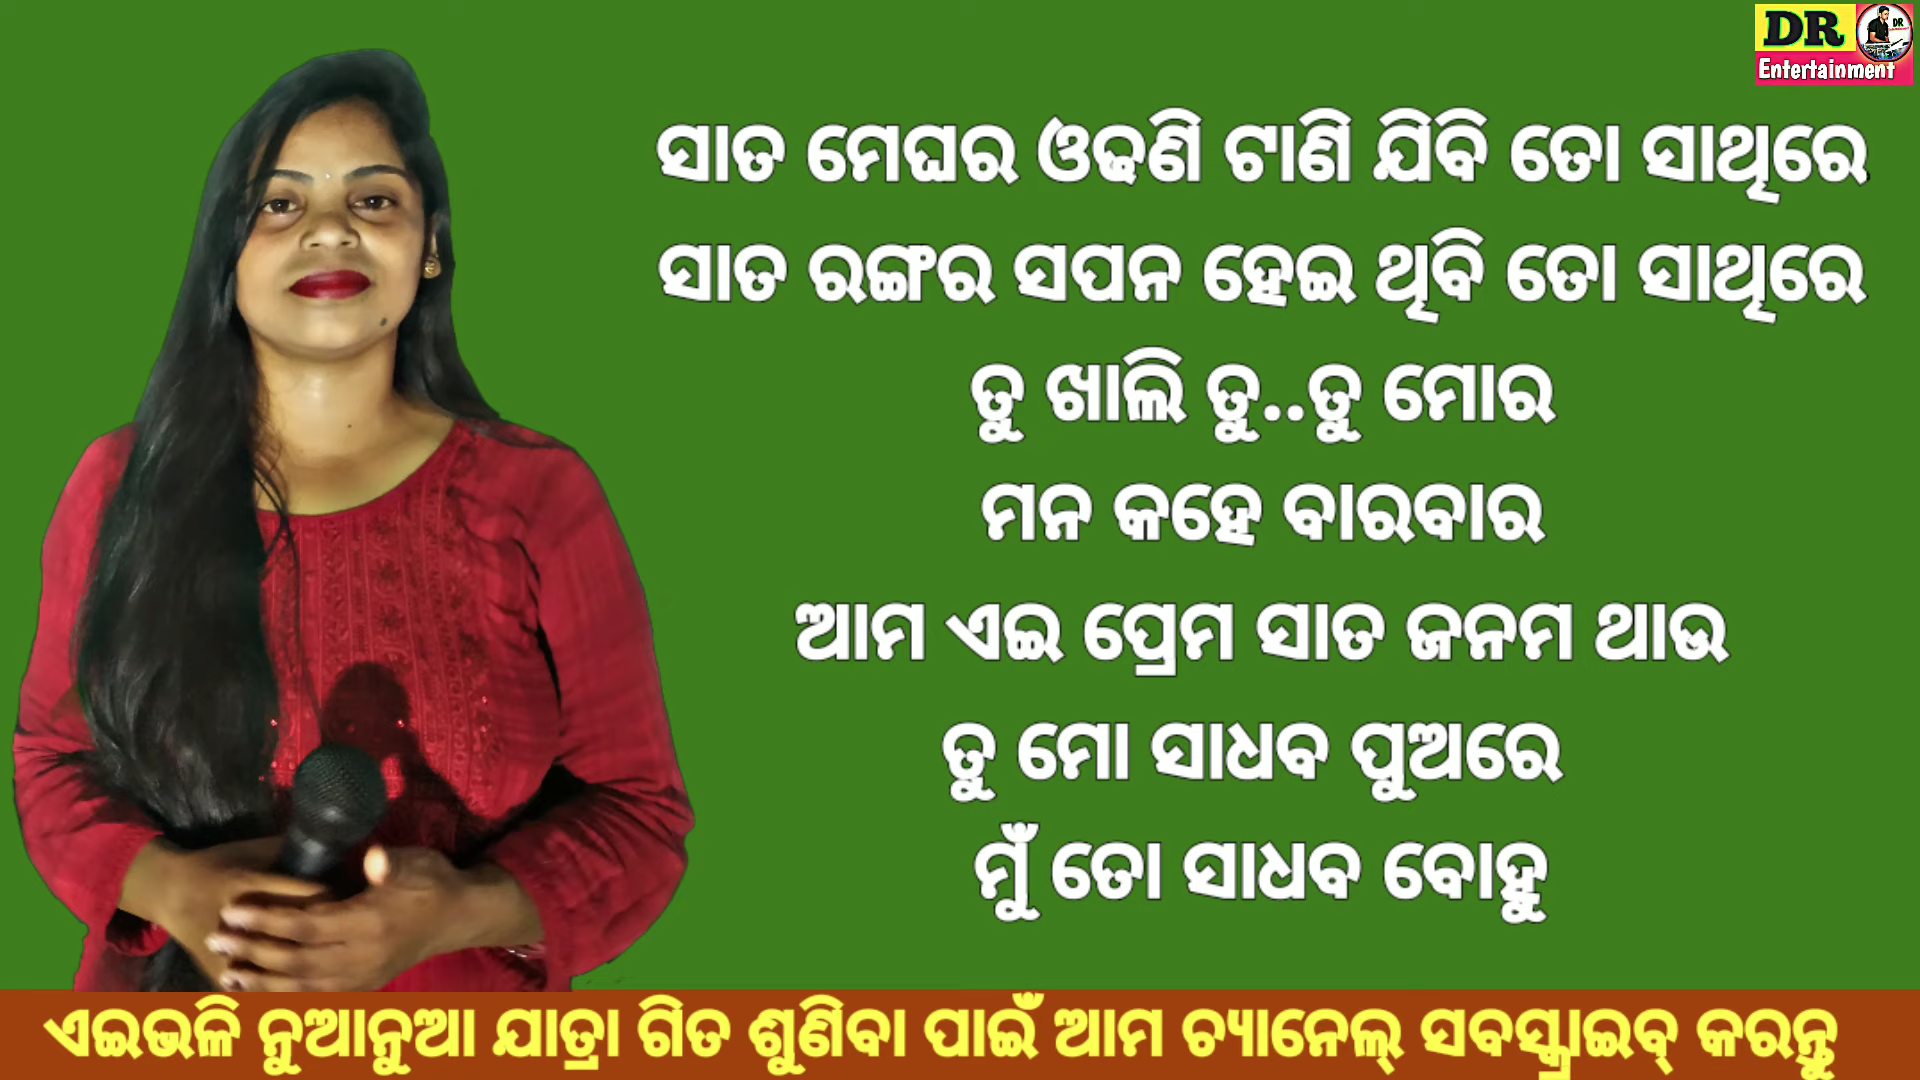 DR
DR
Entertainment
ସାତ ମେଘର ଓଢଣି ଟାଣି ଯିବି ତୋ ସାଥିରେ
ସାତ ରଙ୍ଗର ସପନ ହେଇ ଥିବି ତୋ ସାଥିରେ
ତୁ ଖାଲି ତୁ..ତୁ ମୋର
ମନ କହେ ବାରବାର
ଆମ ଏଇ ପ୍ରେମ ସାତ ଜନମ ଥାଉ
ତୁ ମୋ ସାଧବ ପୁଅରେ
ମୁଁ ତୋ ସାଧବ ବୋହୁ
ଏଇଭଳି ନୁଆନୁଆ ଯାତ୍ରା ଗିତ ଶୁଣିବା ପାଇଁ ଆମ ଚ୍ୟାନେଲ୍ ସବସ୍କ୍ରାଇବ୍ କରନ୍ତୁ